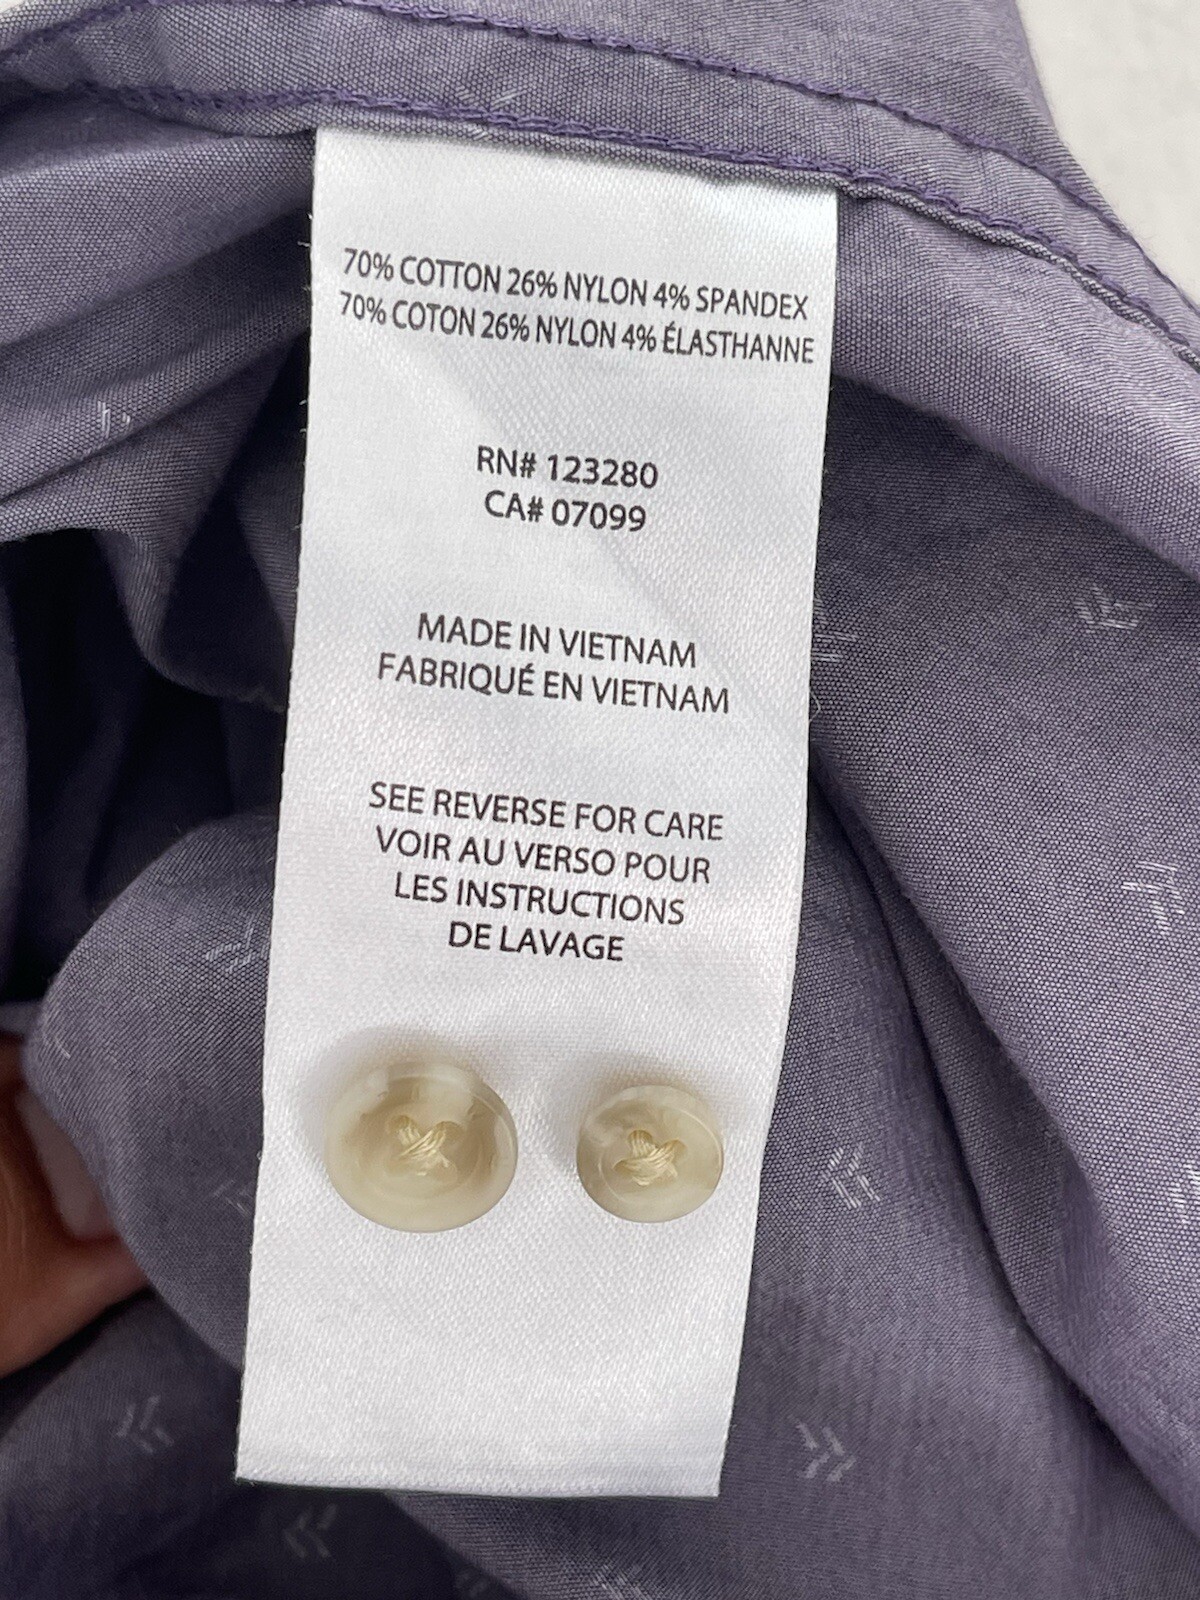 70% COTTON 26% NYLON 4% SPANDEX
70% COTON 26% NYLON 4% ÉLASTHANNE
RN# 123280
CA# 07099
MADE IN VIETNAM
FABRIQUÉ EN VIETNAM
SEE REVERSE FOR CARE
VOIR AU VERSO POUR
LES INSTRUCTIONS
DE LAVAGE